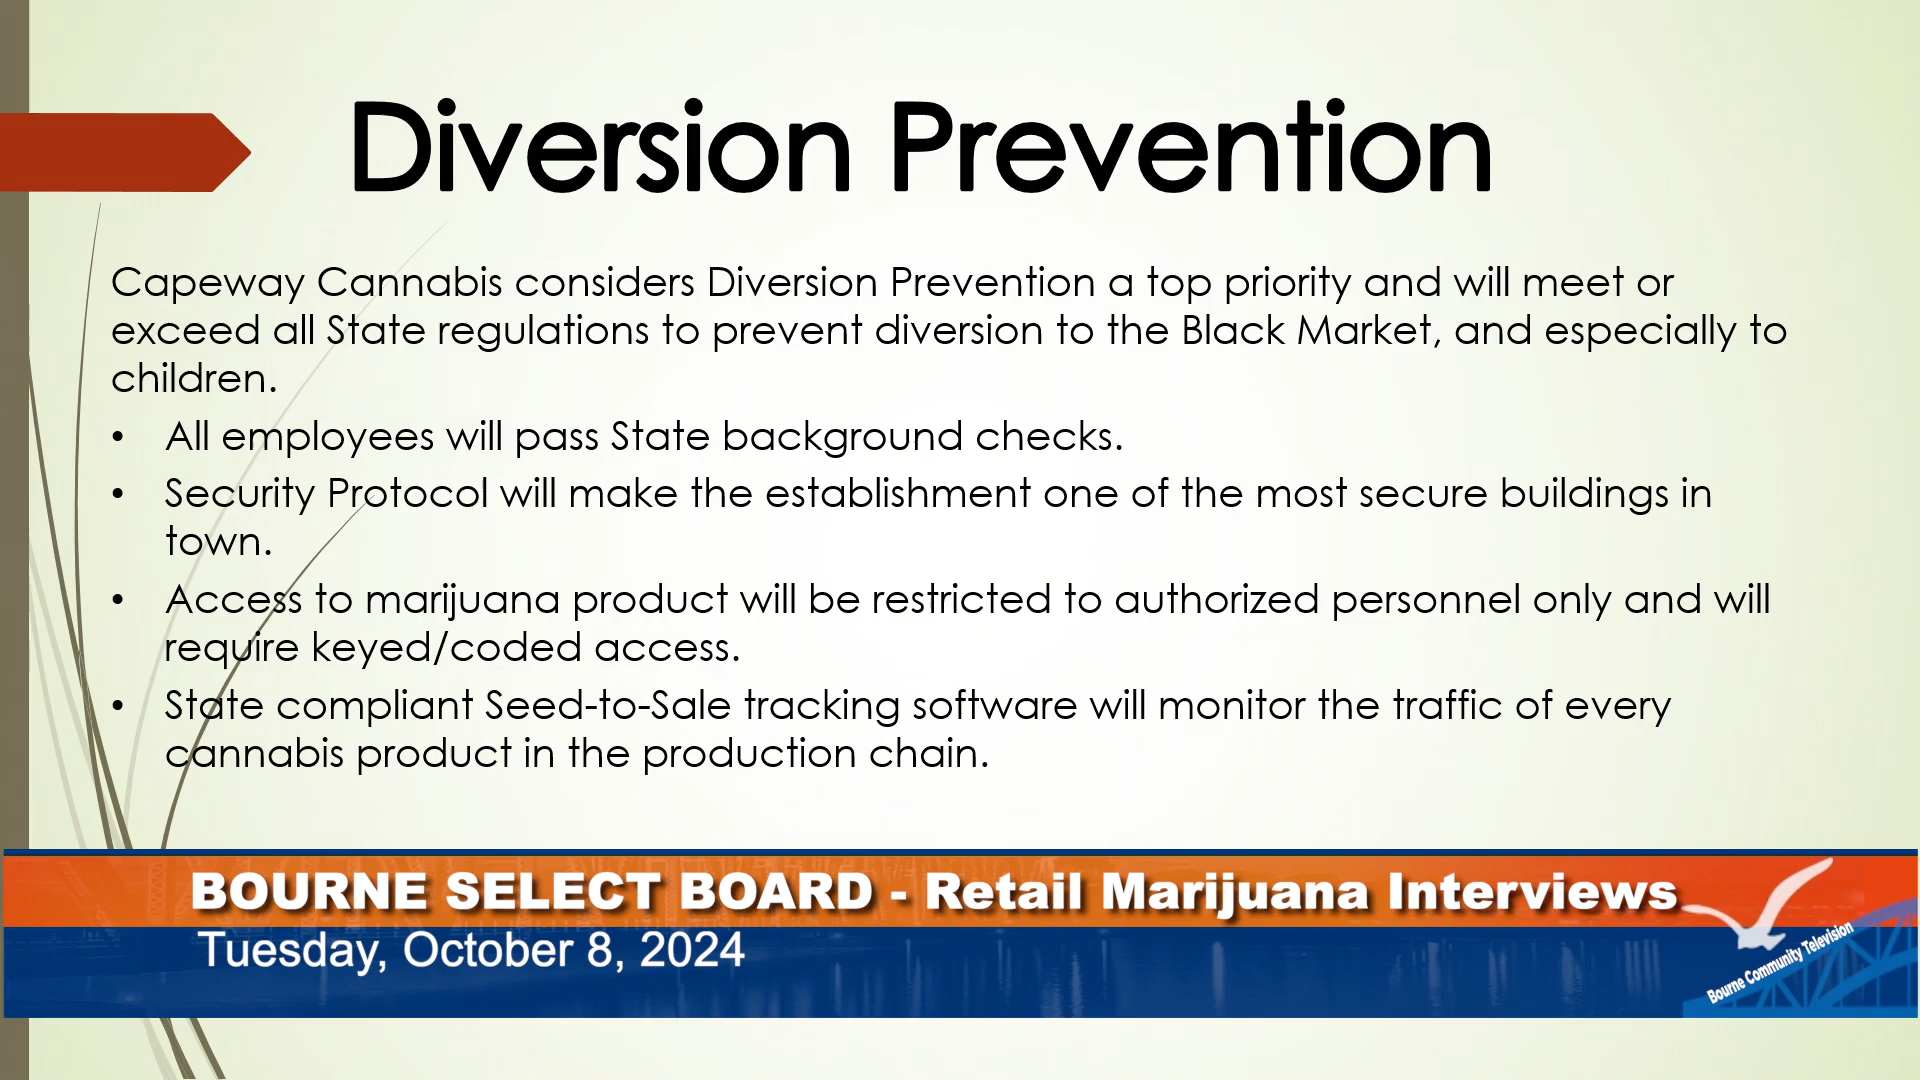 Diversion Prevention
Capeway Cannabis considers Diversion Prevention a top priority and will meet or
exceed all State regulations to prevent diversion to the Black Market, and especially to
children.
• All employees will pass State background checks.
• Security Protocol will make the establishment one of the most secure buildings in
town.
• Access to marijuana product will be restricted to authorized personnel only and will
require keyed/coded access.
• State compliant Seed-to-Sale tracking software will monitor the traffic of every
cannabis product in the production chain.
BOURNE SELECT BOARD - Retail Marijuana Interviews
Tuesday, October 8, 2024
Bourne Community Television